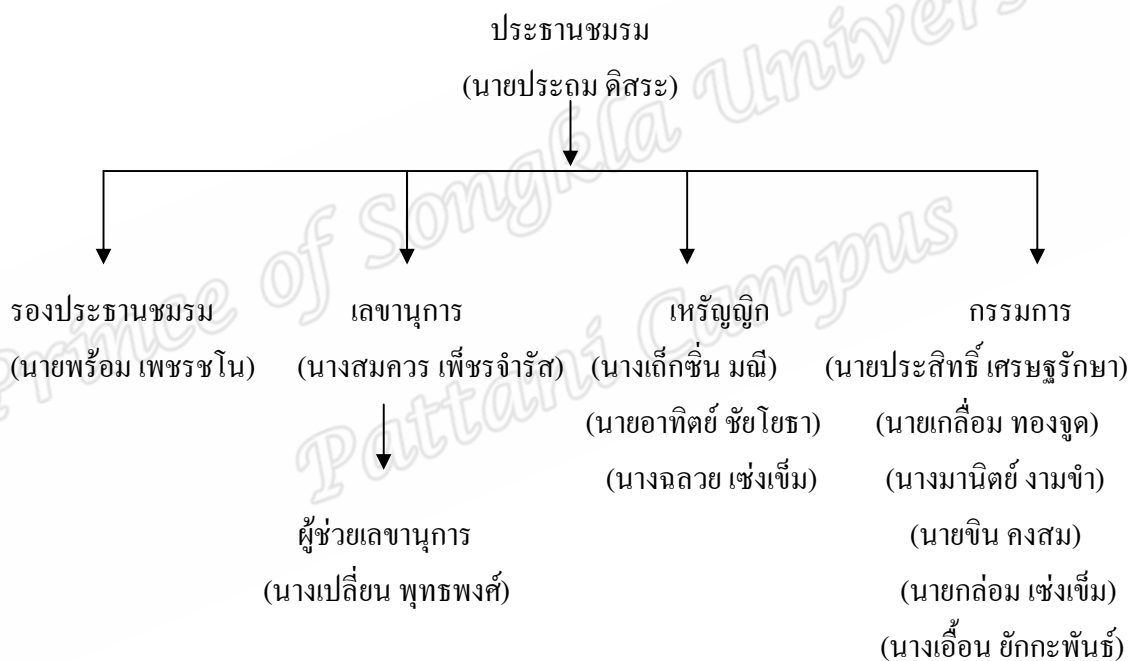 ประธานชมรม
(นายประถม ดิสระ)
รองประธานชมรม
(นายพร้อม เพชรชโน)
เลขานุการ
(นางสมควร เพ็ชรจำรัส)
ผู้ช่วยเลขานุการ
(นางเปลี่ยน พุทธพงศ์)
เหรัญญิก
(นางเถ็กซิ่น มณี)
(นายอาทิตย์ ชัยโยธา)
(นางฉลวย เซ่งเข็ม)
กรรมการ
(นายประสิทธิ์ เศรษฐรักษา)
(นายเกลื่อม ทองจูด)
(นางมานิตย์ งามขำ)
(นายขิน คงสม)
(นายกล่อม เซ่งเข็ม)
(นางเอื้อน ยักกะพันธ์)
Prince of Songkla Univers
Pattani Campus